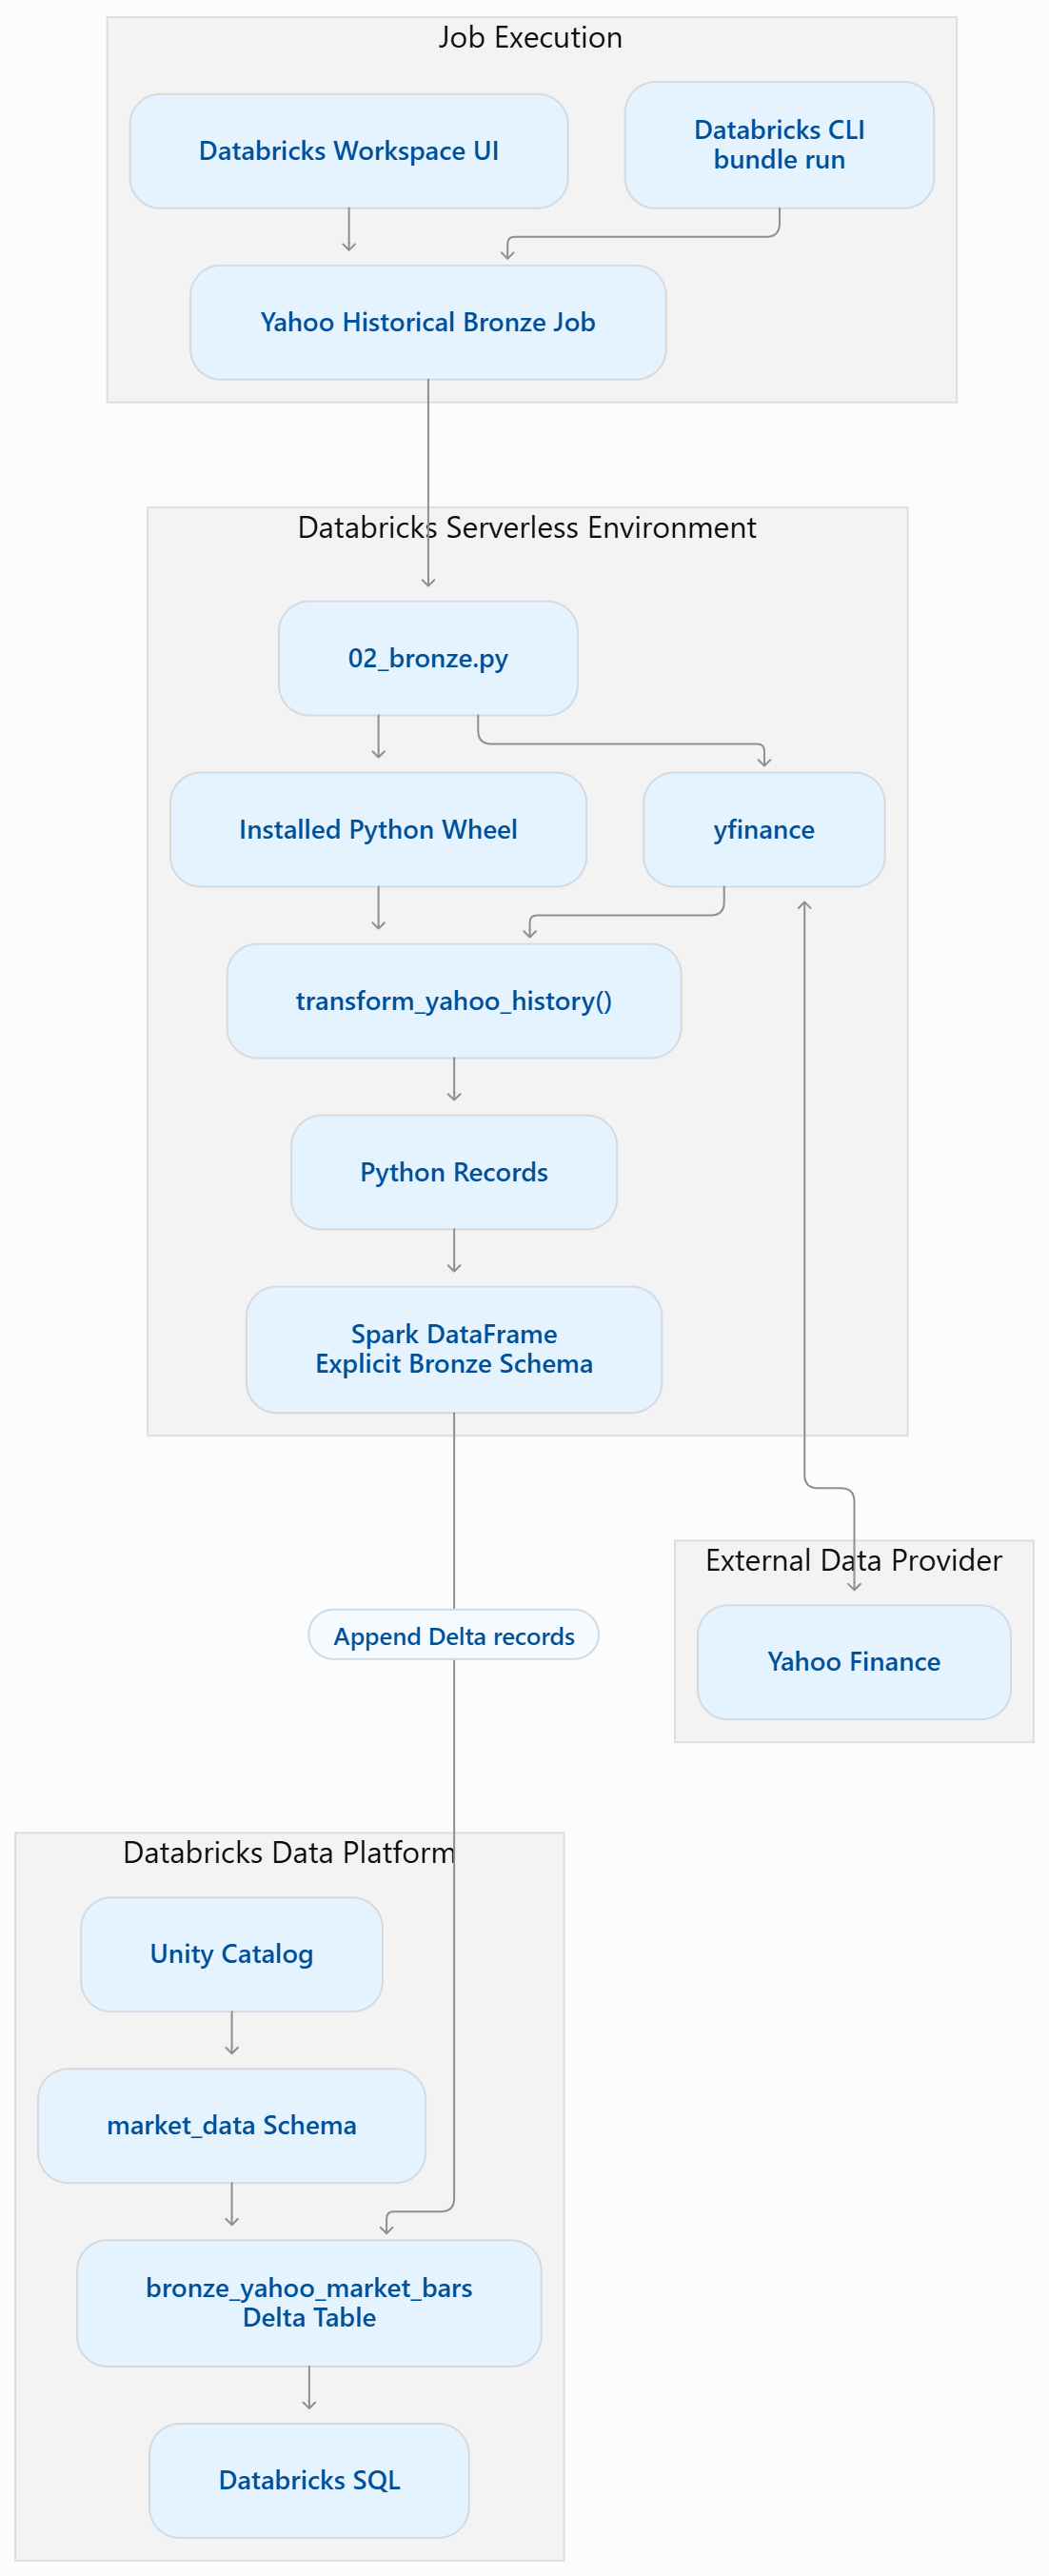 Job Execution
Databricks Workspace UI
Databricks CLI
bundle run
Yahoo Historical Bronze Job
Databricks Serverless Environment
02_bronze.py
Installed Python Wheel
yfinance
transform_yahoo_history()
Python Records
Spark DataFrame
Explicit Bronze Schema
External Data Provider
Append Delta records
Yahoo Finance
Databricks Data Platform
Unity Catalog
market_data Schema
bronze_yahoo_market_bars
Delta Table
Databricks SQL